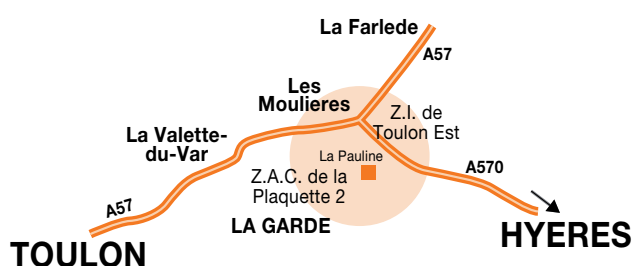 La Farlede
A57
Les
Moulieres
Z.I. de
Toulon Est
La Valette-
du-Var
La Pauline
A570
Z.A.C. de la
Plaquette 2
A57
LA GARDE
HYERES
TOULON